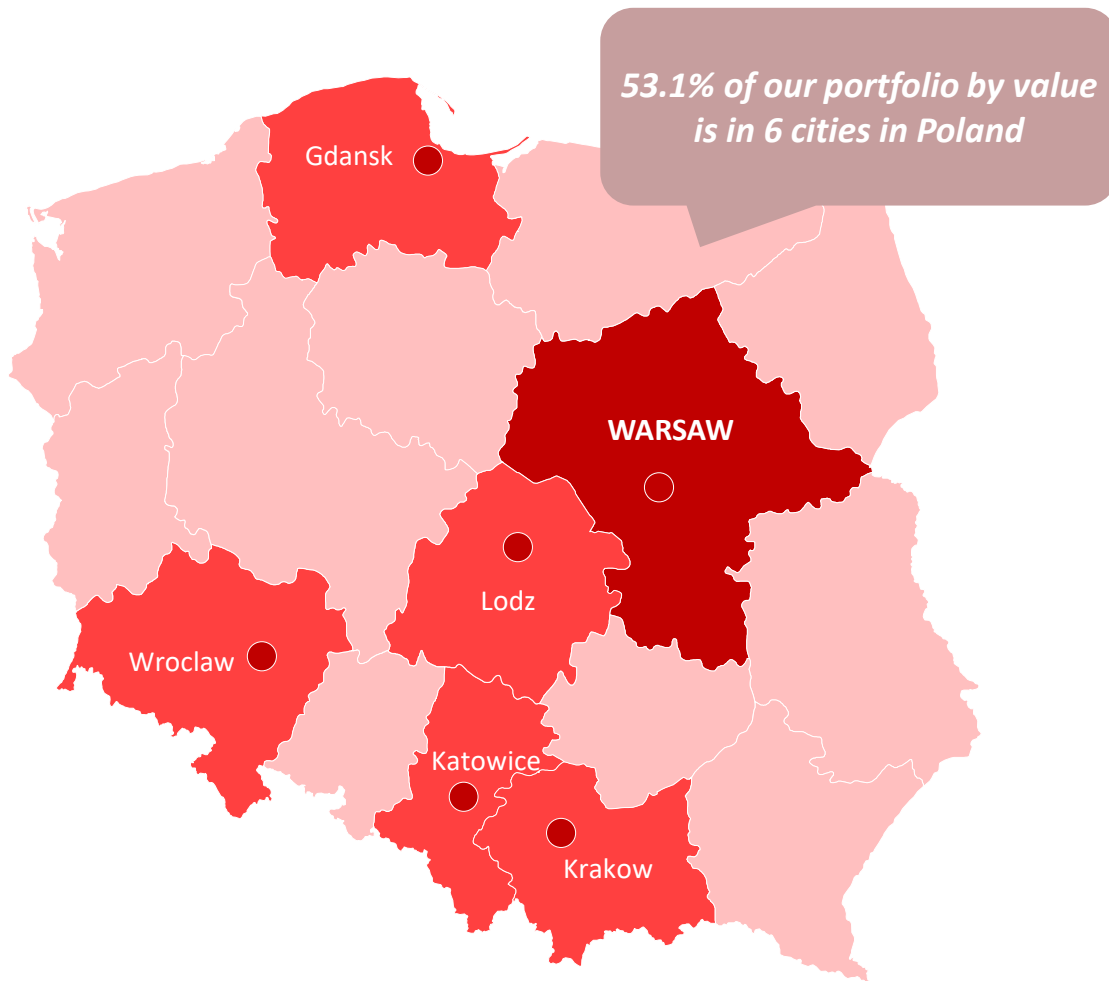 53.1% of our portfolio by value
is in 6 cities in Poland
Gdansk
WARSAW
Lodz
Wroclaw
Katowice
Krakow